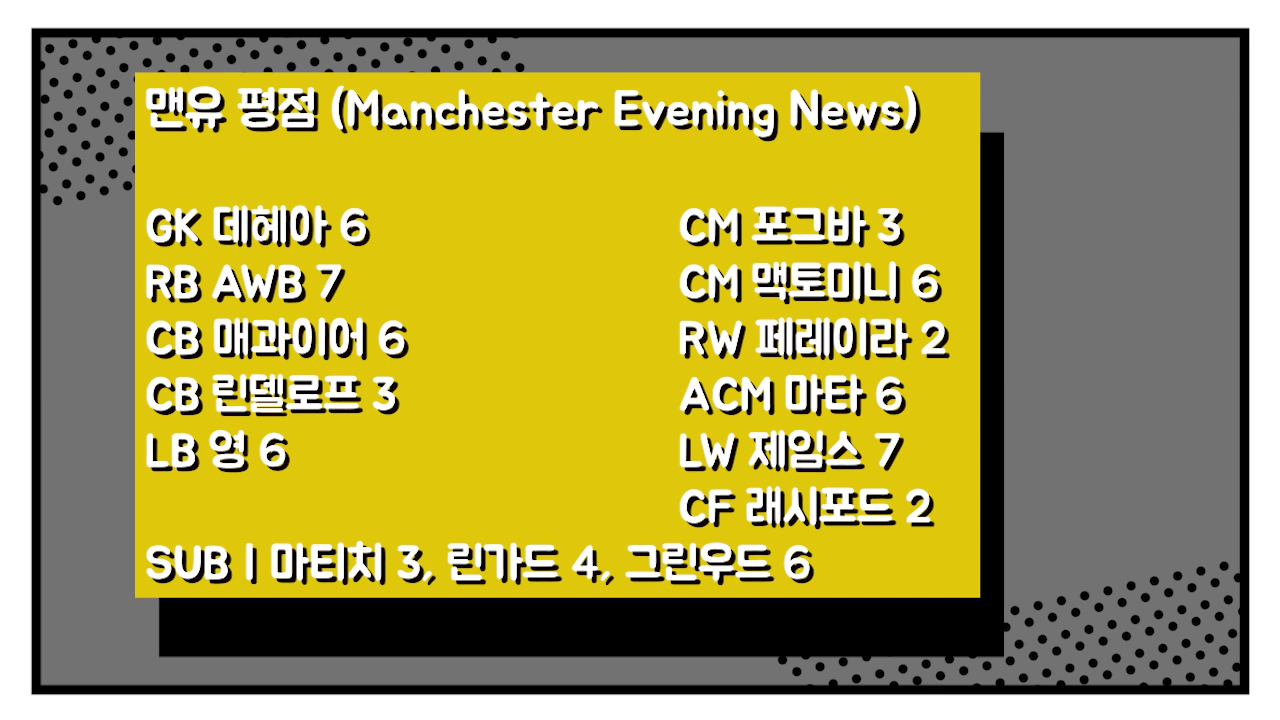 맨유 평점 (Manchester Evening News)
GK 데헤아 6
RB AWB 7
CB 매과이어 6
CB 린델로프 3
LB 영 6
CM 포그바 3
CM 맥토미니 6
RW 페레이라 2
ACM 마타 6
LW 제임스 7
CF 래시포드 2
SUB | 마티치 3, 린가드 4, 그린우드 6